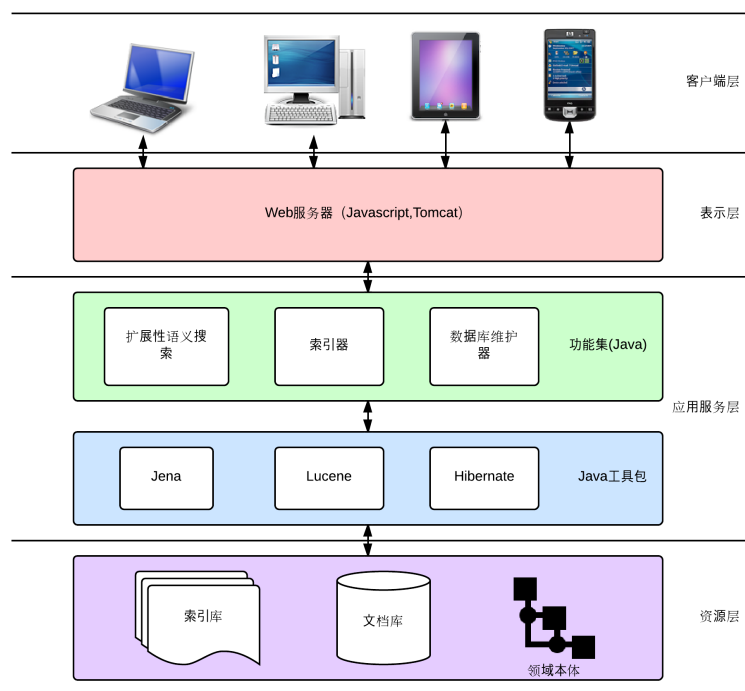 客户端层
Web服务器（Javascript,Tomcat）
表示层
扩展性语义搜
索
索引器
数据库维护
器
功能集(Java)
应用服务层
Jena
Lucene
Hibernate
Java工具包
索引库
文档库
领域本体
资源层